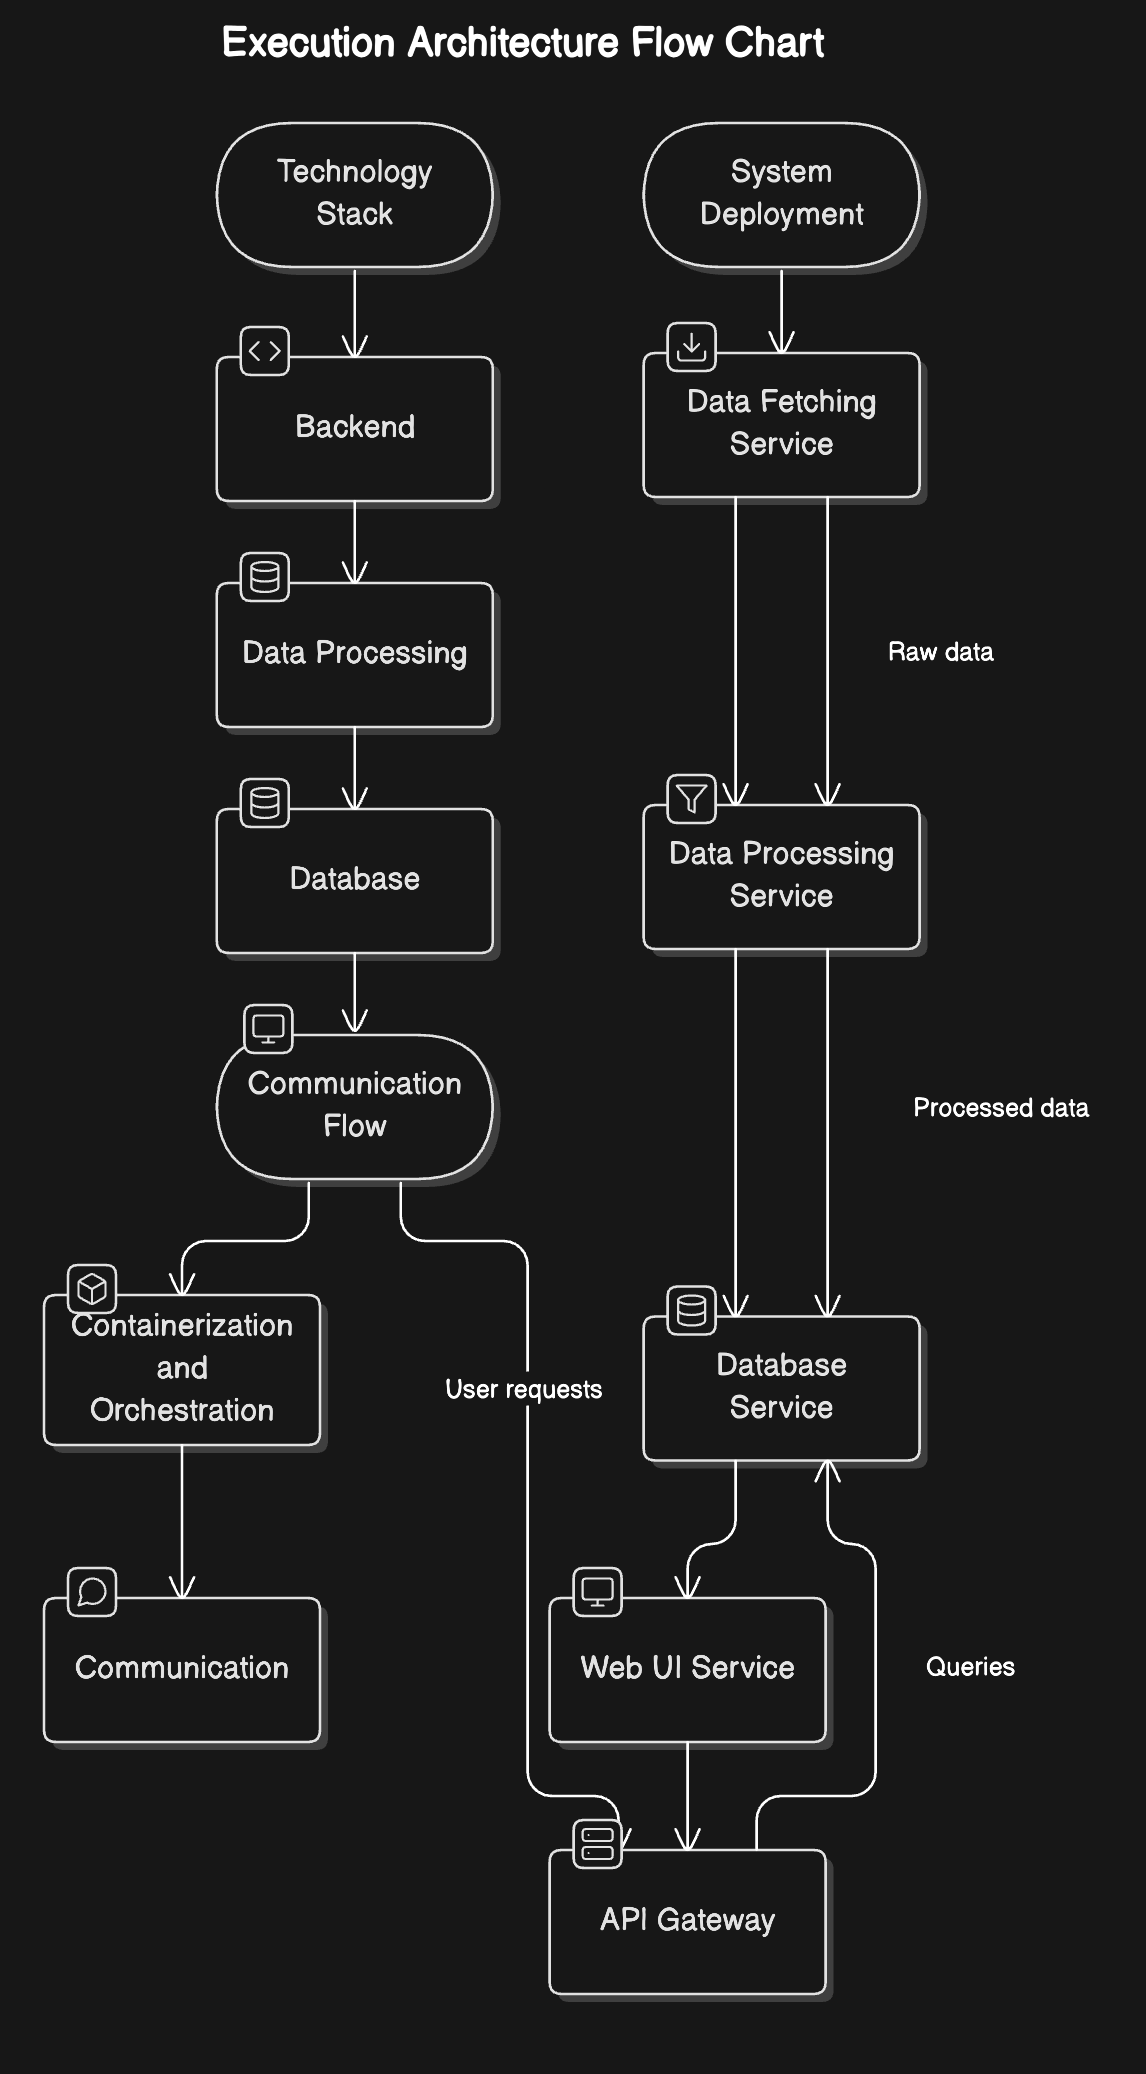 Execution Architecture Flow Chart
Technology
Stack
System
Deployment
Backend
Data Fetching
Service
Data Processing
Raw data
Database
Data Processing
Service
Communication
Flow
Processed data
Containerization
and
Orchestration
User requests
Database
Service
Communication
Web UI Service
Queries
API Gateway